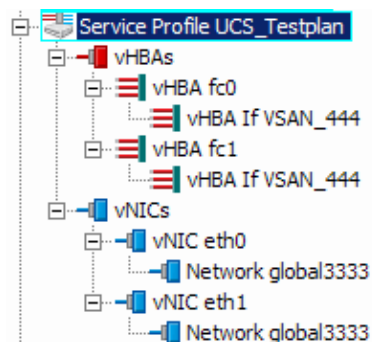 Service Profile UCS_Testplan
vHBAs
vHBA fc0
vHBA If VSAN_444
vHBA fc1
vHBA If VSAN_444
vNICs
vNIC eth0
Network global3333
vNIC eth1
Network global3333